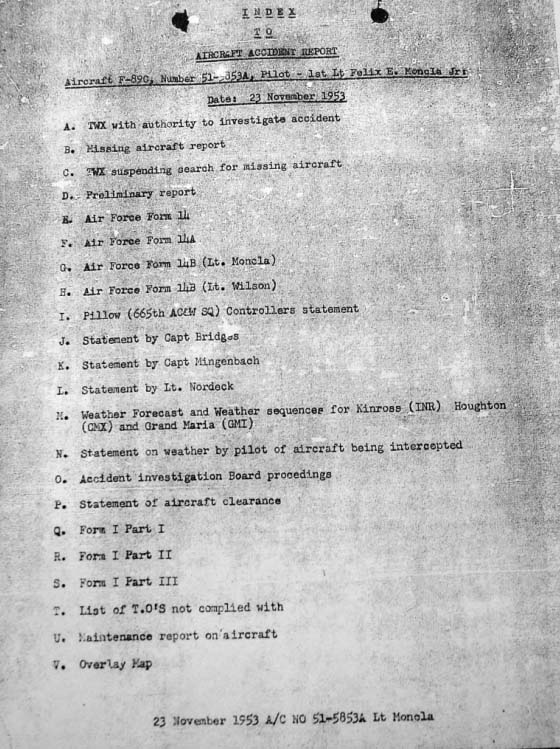 I N D E X
T O
AIRCRAFT ACCIDENT REPORT
Aircraft F-89C, Number 51-5853A, Pilot - 1st Lt Felix E. Moncla Jr:
Date: 23 November 1953
A. TWX with authority to investigate accident
B. Missing aircraft report
C. TWX suspending search for missing aircraft
D. Preliminary report
E. Air Force Form 14
F. Air Force Form 14A
G. Air Force Form 14B (Lt. Moncla)
H. Air Force Form 14B (Lt. Wilson)
I. Pillow (665th AC&W SQ) Controllers statement
J. Statement by Capt Bridges
K. Statement by Capt Mingenbach
L. Statement by Lt. Nordeck
M. Weather Forecast and Weather sequences for Kinross (INR) Houghton
(CMX) and Grand Maria (GMI)
N. Statement on weather by pilot of aircraft being intercepted
O. Accident investigation Board procedings
P. Statement of aircraft clearance
Q. Form I Part I
R. Form I Part II
S. Form I Part III
T. List of T.O'S not complied with
U. Maintenance report on aircraft
V. Overlay Map
23 November 1953 A/C NO 51-5853A Lt Moncla